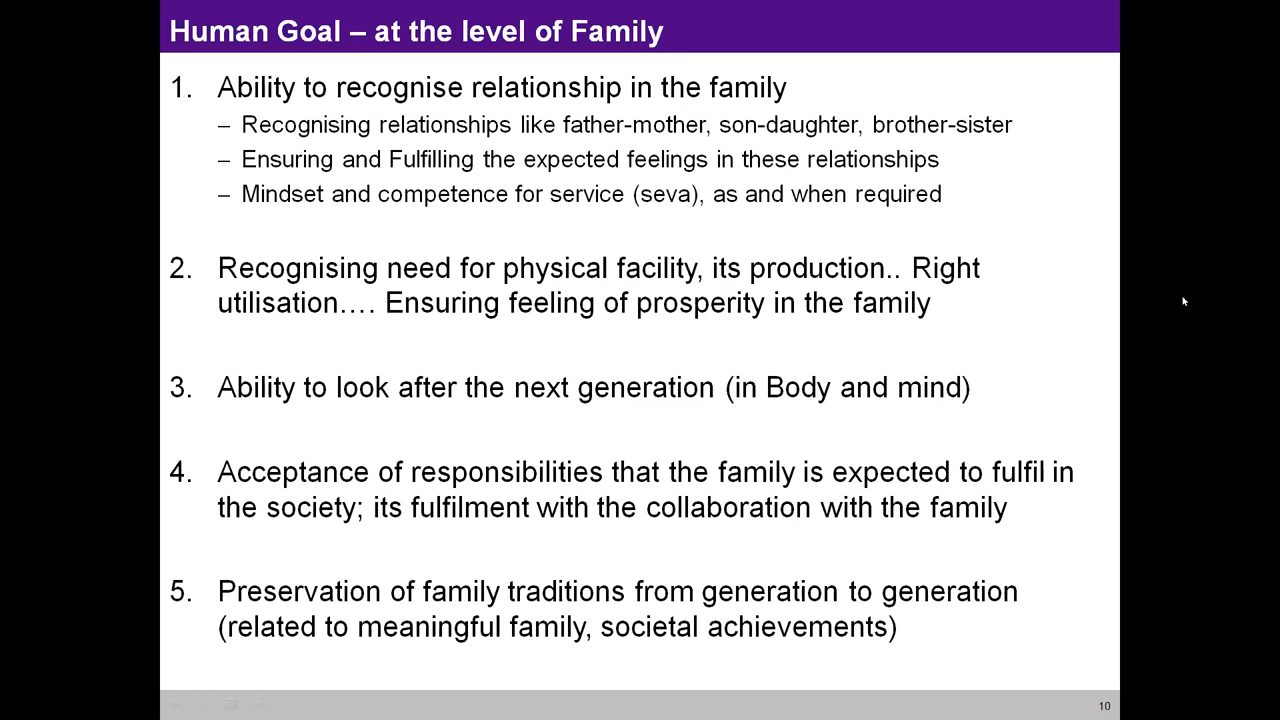 Human Goal – at the level of Family
1. Ability to recognise relationship in the family
– Recognising relationships like father-mother, son-daughter, brother-sister
– Ensuring and Fulfilling the expected feelings in these relationships
– Mindset and competence for service (seva), as and when required
2. Recognising need for physical facility, its production.. Right
utilisation…. Ensuring feeling of prosperity in the family
3. Ability to look after the next generation (in Body and mind)
4. Acceptance of responsibilities that the family is expected to fulfil in
the society; its fulfilment with the collaboration with the family
5. Preservation of family traditions from generation to generation
(related to meaningful family, societal achievements)
10